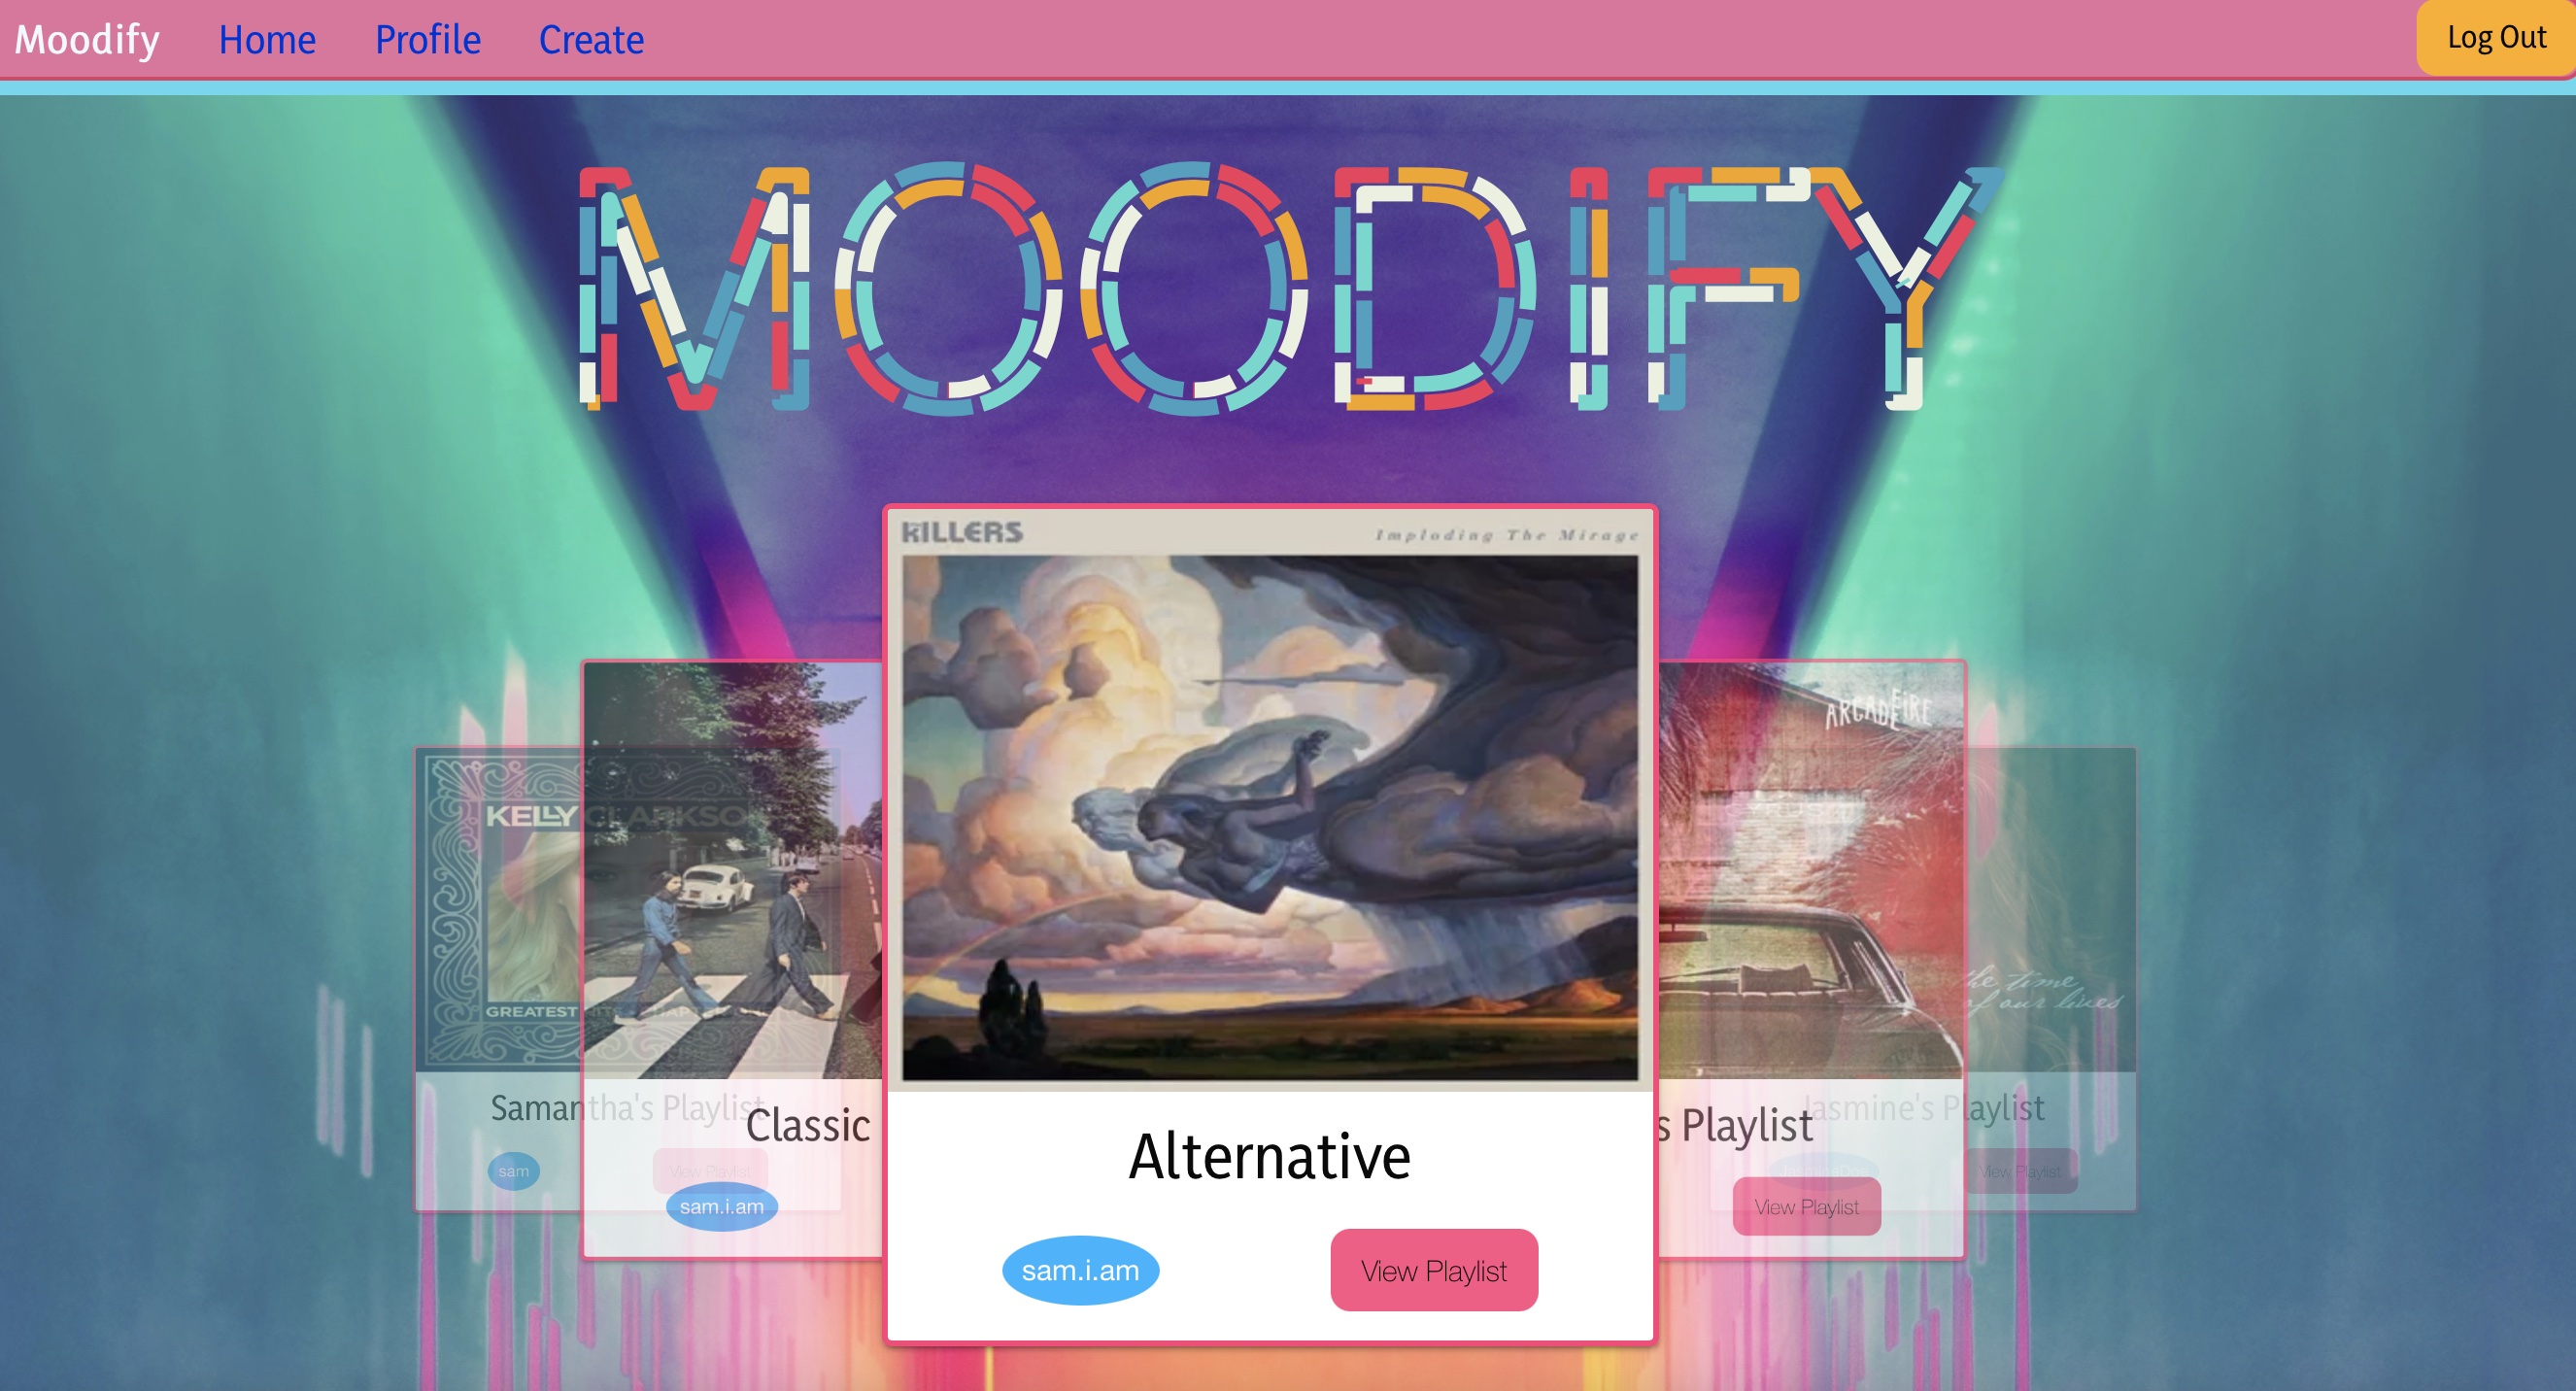 Moodify Home Profile Create Log Out
MOODIFY
KILLERS Imploding The Mirage
ARCADE FIRE
KELLY CLARKSON
the time
of our lives
GREATEST HITS
Samantha's Playlist
Classic
Alternative
s Playlist
Jasmine's Playlist
sam View Playlist
sam.i.am
sam.i.am View Playlist
View Playlist
View Playlist